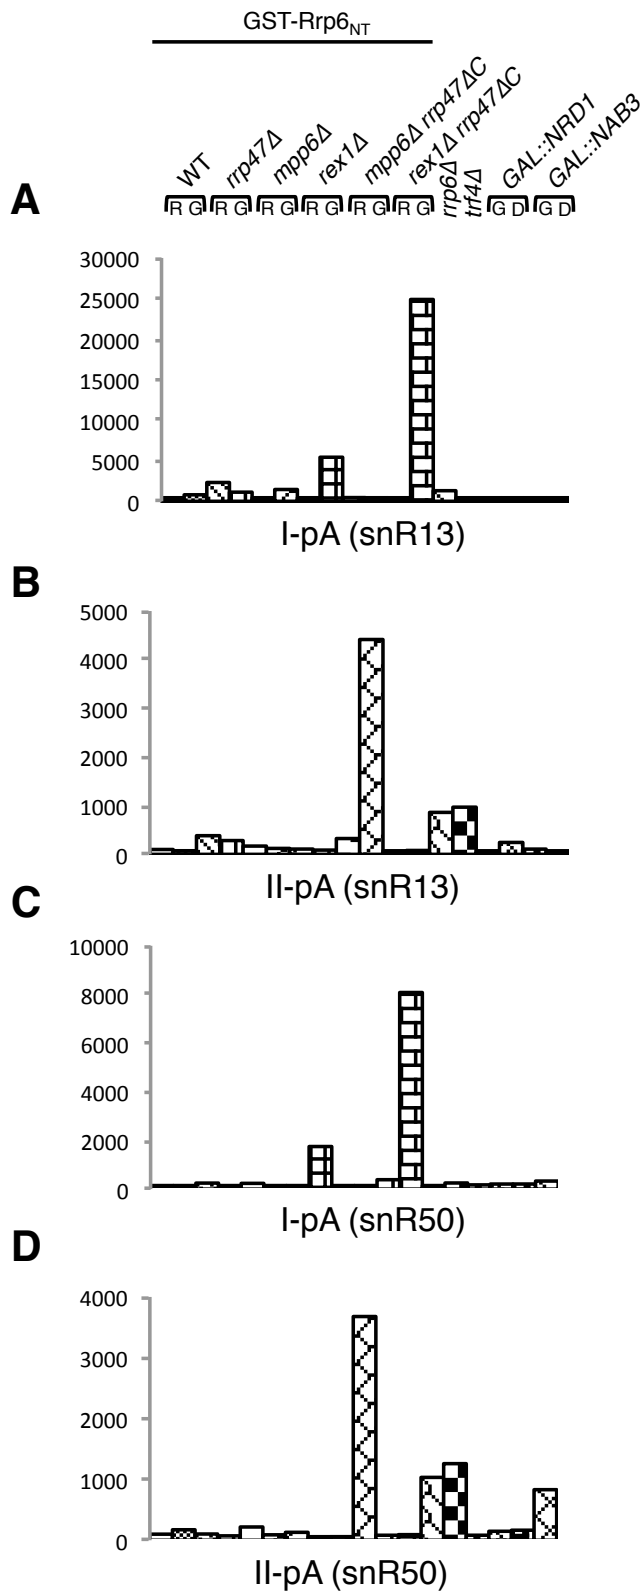 GST-Rrp6NT
WT rrp47Δ mpp6Δ rex1Δ mpp6Δ rrp47ΔC rex1Δ rrp47ΔC rrp6Δ trf4Δ GAL::NRD1 GAL::NAB3
A
R G R G R G R G R G R G G D G D
30000
25000
20000
15000
10000
5000
0
I-pA (snR13)
B
5000
4000
3000
2000
1000
0
II-pA (snR13)
C
10000
8000
6000
4000
2000
0
I-pA (snR50)
D
4000
3000
2000
1000
0
II-pA (snR50)